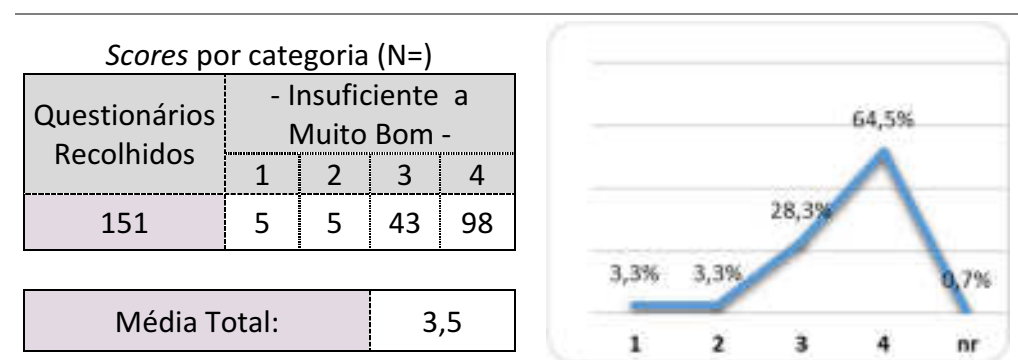 Scores por categoria (N=)
Questionários Recolhidos
- Insuficiente a
Muito Bom -
1 2 3 4
151 5 5 43 98
Média Total: 3,5
64,5%
28,3%
3,3% 3,3% 0,7%
1 2 3 4 nr